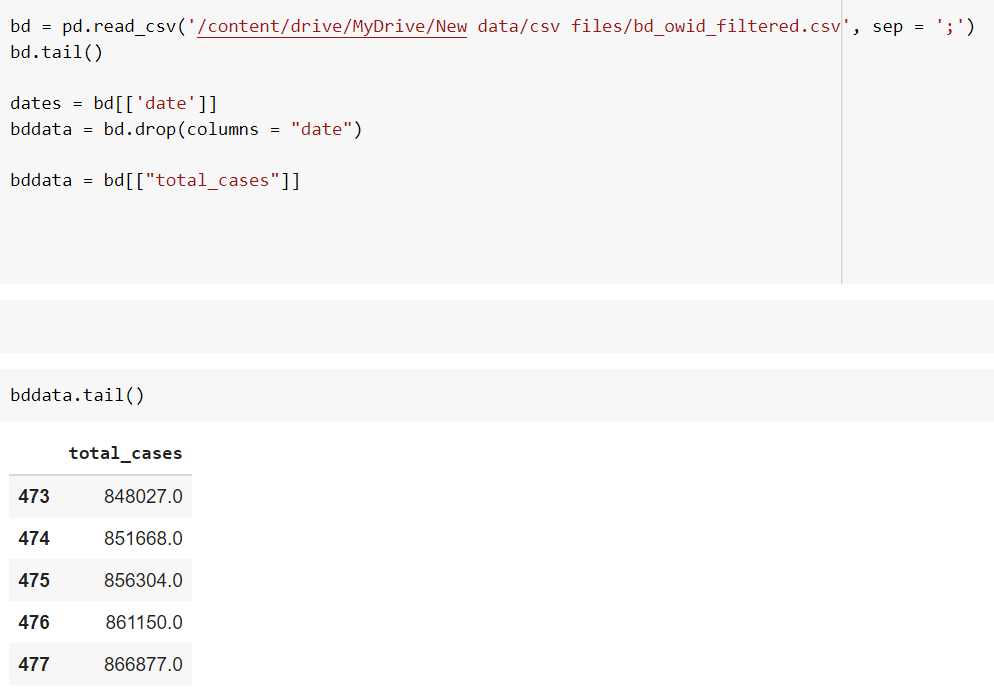 bd = pd.read_csv('/content/drive/MyDrive/New data/csv files/bd_owid_filtered.csv', sep = ';')
bd.tail()
dates = bd[['date']]
bddata = bd.drop(columns = "date")
bddata = bd[["total_cases"]]
bddata.tail()
total_cases
473 848027.0
474 851668.0
475 856304.0
476 861150.0
477 866877.0